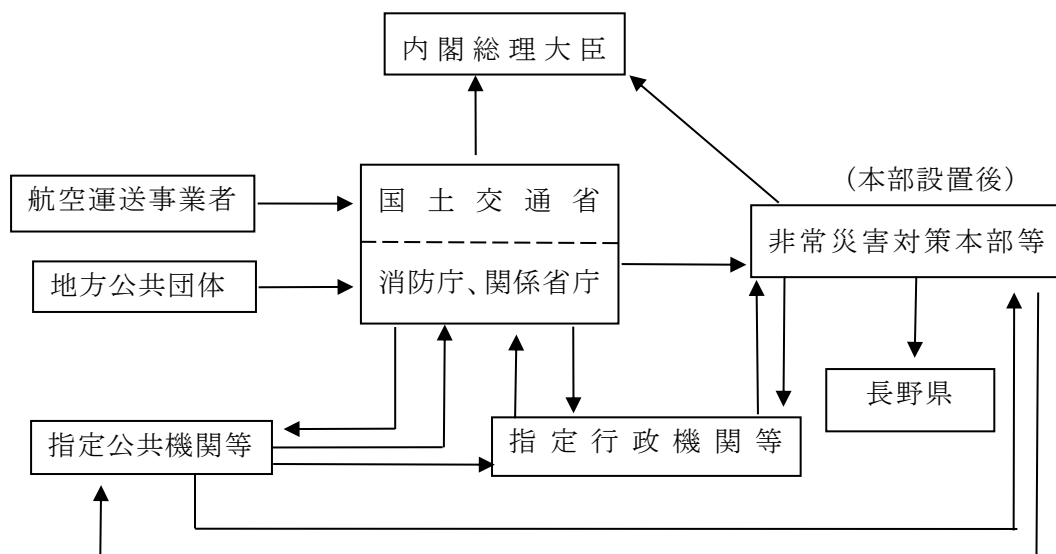 内閣総理大臣
航空運送事業者
国土交通省
(本部設置後)
非常災害対策本部等
地方公共団体
消防庁、関係省庁
長野県
指定公共機関等
指定行政機関等